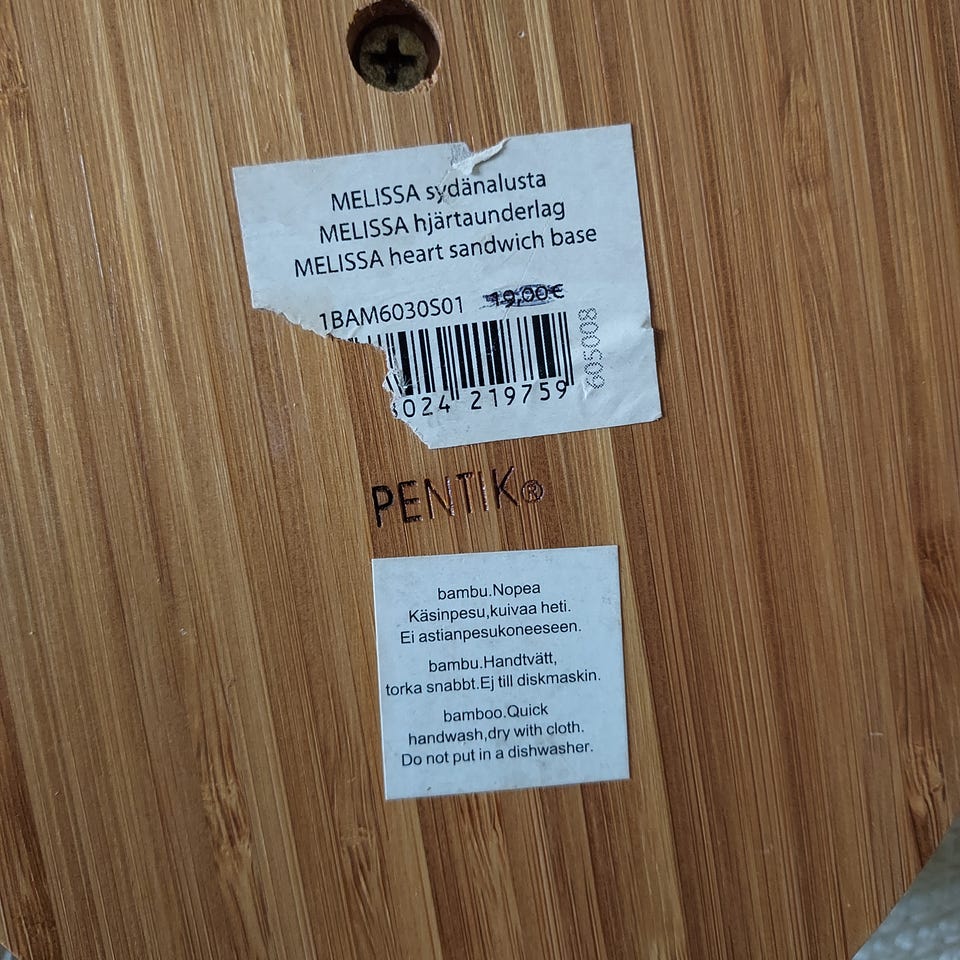 MELISSA sydänalusta
MELISSA hjärtaunderlag
MELISSA heart sandwich base
1BAM6030S01 19,00€
024 219759
605008
PENTIK®
bambu.Nopea
Käsinpesu,kuivaa heti.
Ei astianpesukoneeseen.
bambu.Handtvätt,
torka snabbt.Ej till diskmaskin.
bamboo.Quick
handwash,dry with cloth.
Do not put in a dishwasher.